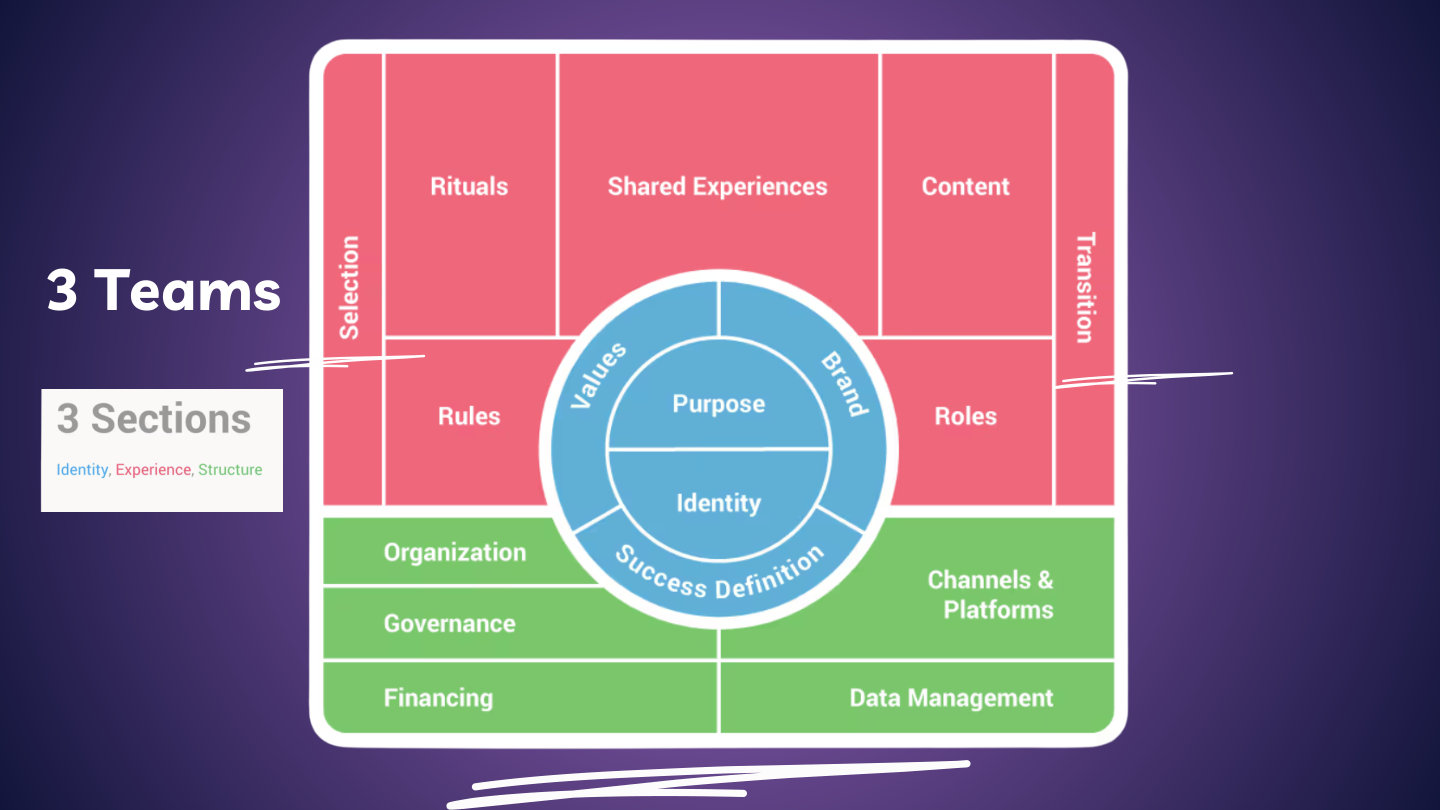 3 Teams
3 Sections
Identity, Experience, Structure
Selection
Rituals
Shared Experiences
Content
Transition
Rules
Roles
Values
Brand
Purpose
Identity
Success Definition
Organization
Governance
Financing
Channels &
Platforms
Data Management